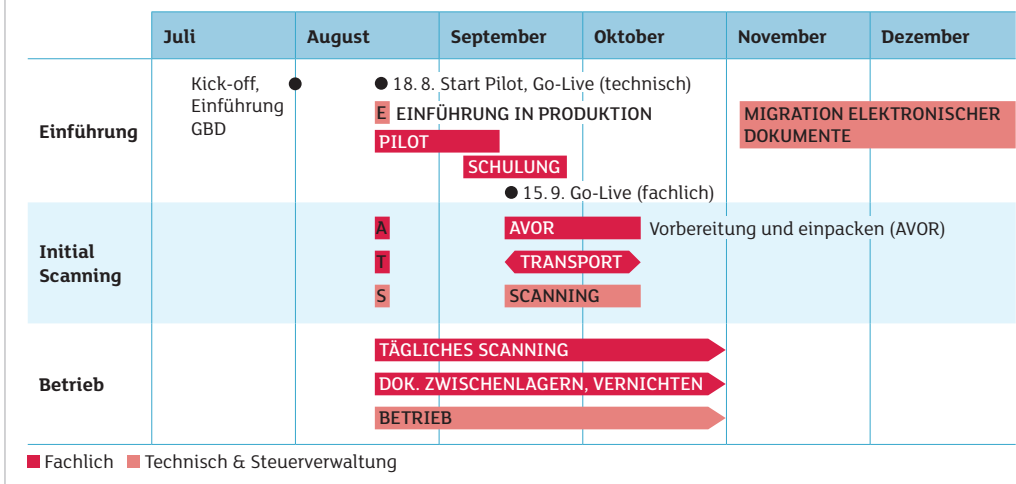 Juli August September Oktober November Dezember
Einführung
Kick-off,
Einführung
GBD
18. 8. Start Pilot, Go-Live (technisch)
E EINFÜHRUNG IN PRODUKTION
PILOT
SCHULUNG
15. 9. Go-Live (fachlich)
MIGRATION ELEKTRONISCHER
DOKUMENTE
Initial
Scanning
A AVOR Vorbereitung und einpacken (AVOR)
T TRANSPORT
S SCANNING
Betrieb
TÄGLICHES SCANNING
DOK. ZWISCHENLAGERN, VERNICHTEN
BETRIEB
Fachlich Technisch & Steuerverwaltung